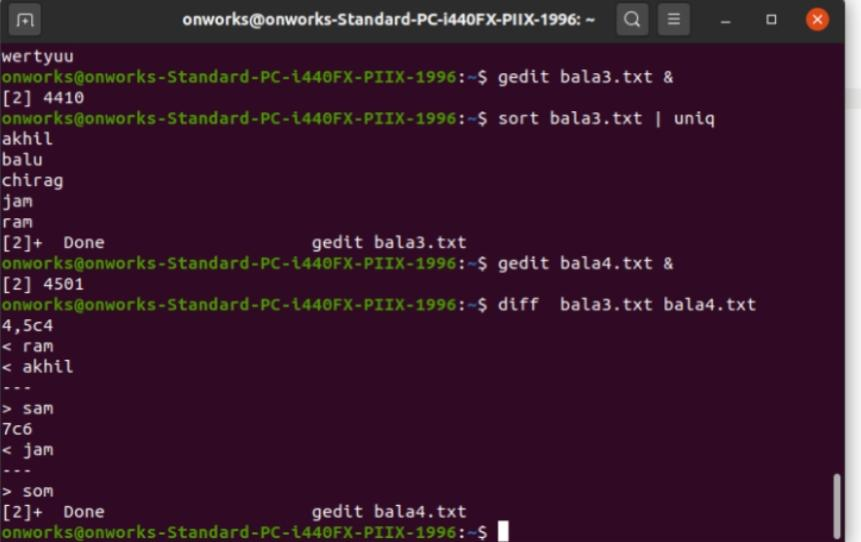 onworks@onworks-Standard-PC-i440FX-PIIX-1996: ~
wertyuu
onworks@onworks-Standard-PC-i440FX-PIIX-1996:~$ gedit bala3.txt &
[2] 4410
onworks@onworks-Standard-PC-i440FX-PIIX-1996:~$ sort bala3.txt | uniq
akhil
balu
chirag
jam
ram
[2]+  Done                    gedit bala3.txt
onworks@onworks-Standard-PC-i440FX-PIIX-1996:~$ gedit bala4.txt &
[2] 4501
onworks@onworks-Standard-PC-i440FX-PIIX-1996:~$ diff  bala3.txt bala4.txt
4,5c4
< ram
< akhil
---
> sam
7c6
< jam
---
> som
[2]+  Done                    gedit bala4.txt
onworks@onworks-Standard-PC-i440FX-PIIX-1996:~$